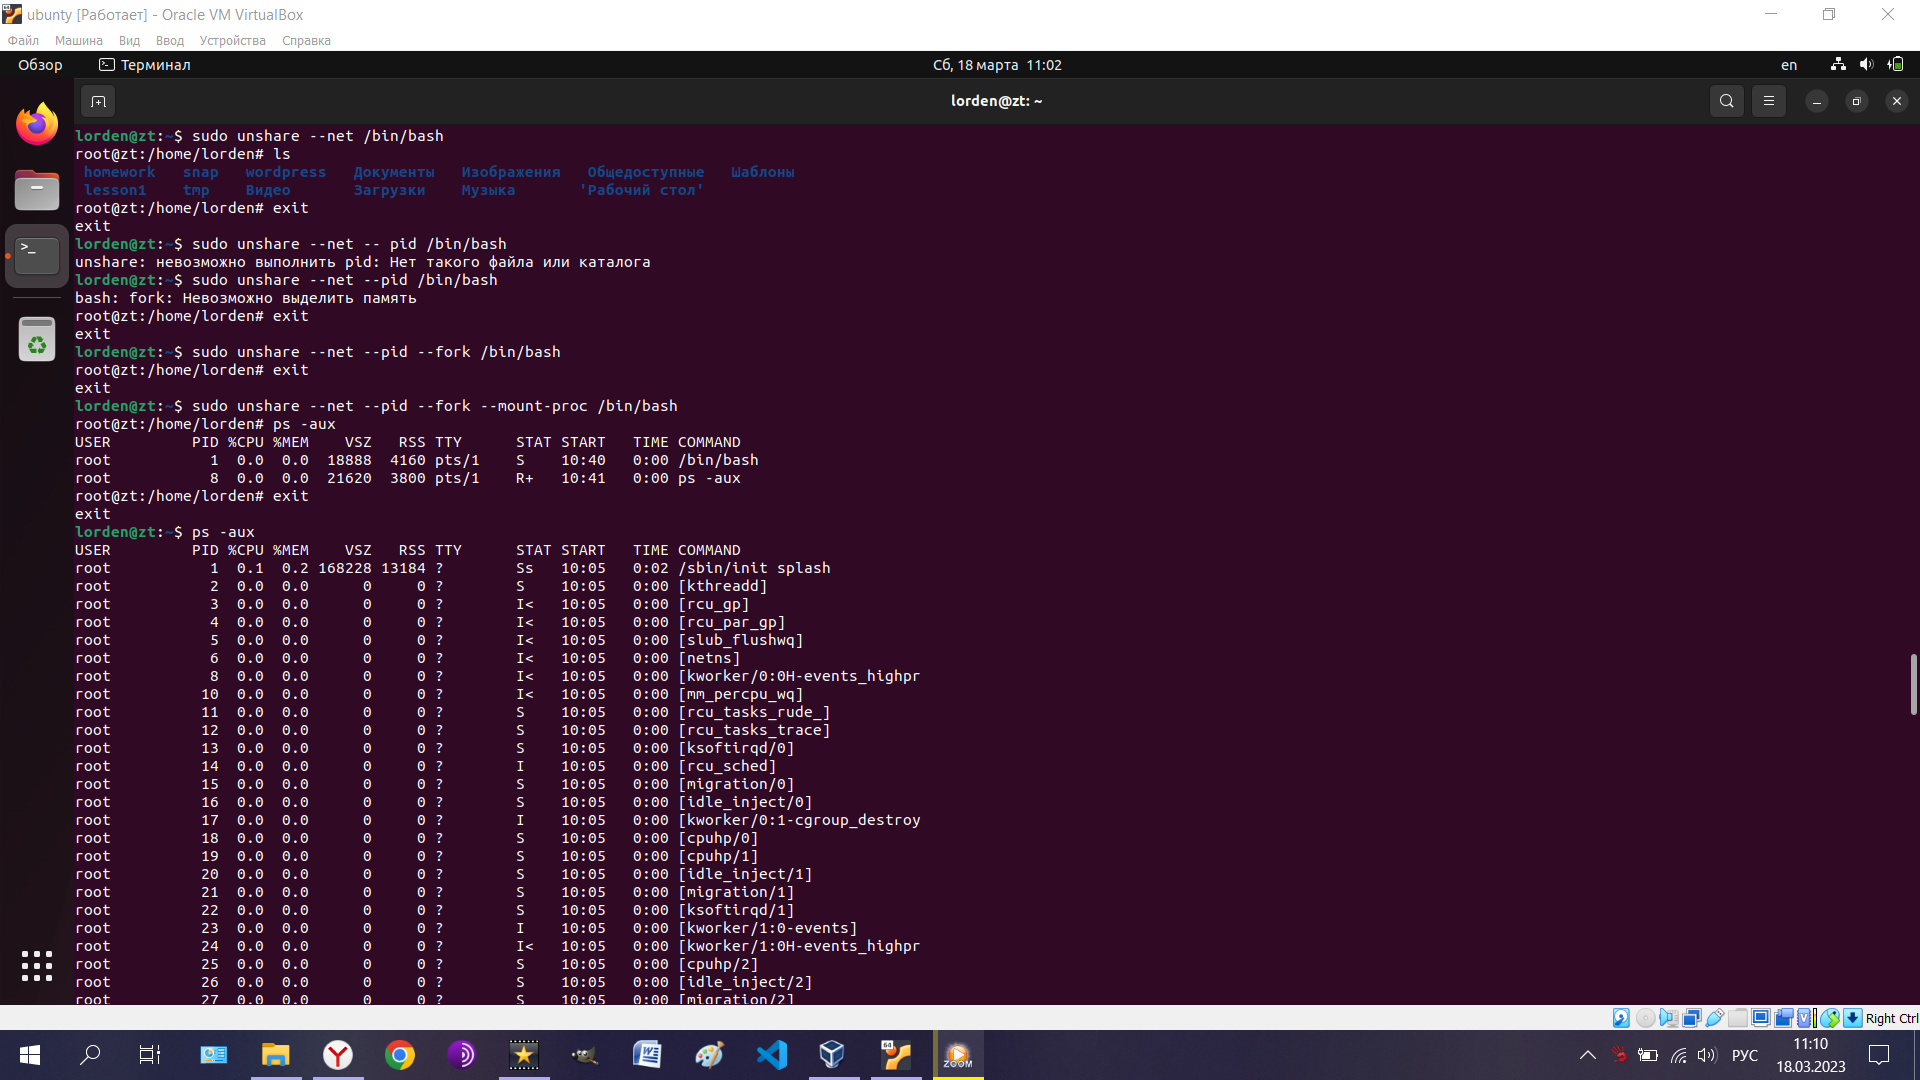 ubunty [Работает] - Oracle VM VirtualBox
Файл Машина Вид Ввод Устройства Справка
Обзор Терминал Сб, 18 марта 11:02 en
lorden@zt: ~
lorden@zt:~$ sudo unshare --net /bin/bash
root@zt:/home/lorden# ls
homework snap wordpress Документы Изображения Общедоступные Шаблоны
lesson1 tmp Видео Загрузки Музыка 'Рабочий стол'
root@zt:/home/lorden# exit
exit
lorden@zt:~$ sudo unshare --net -- pid /bin/bash
unshare: невозможно выполнить pid: Нет такого файла или каталога
lorden@zt:~$ sudo unshare --net --pid /bin/bash
bash: fork: Невозможно выделить память
root@zt:/home/lorden# exit
exit
lorden@zt:~$ sudo unshare --net --pid --fork /bin/bash
root@zt:/home/lorden# exit
exit
lorden@zt:~$ sudo unshare --net --pid --fork --mount-proc /bin/bash
root@zt:/home/lorden# ps -aux
USER PID %CPU %MEM VSZ RSS TTY STAT START TIME COMMAND
root 1 0.0 0.0 18888 4160 pts/1 S 10:40 0:00 /bin/bash
root 8 0.0 0.0 21620 3800 pts/1 R+ 10:41 0:00 ps -aux
root@zt:/home/lorden# exit
exit
lorden@zt:~$ ps -aux
USER PID %CPU %MEM VSZ RSS TTY STAT START TIME COMMAND
root 1 0.1 0.2 168228 13184 ? Ss 10:05 0:02 /sbin/init splash
root 2 0.0 0.0 0 0 ? S 10:05 0:00 [kthreadd]
root 3 0.0 0.0 0 0 ? I< 10:05 0:00 [rcu_gp]
root 4 0.0 0.0 0 0 ? I< 10:05 0:00 [rcu_par_gp]
root 5 0.0 0.0 0 0 ? I< 10:05 0:00 [slub_flushwq]
root 6 0.0 0.0 0 0 ? I< 10:05 0:00 [netns]
root 8 0.0 0.0 0 0 ? I< 10:05 0:00 [kworker/0:0H-events_highpr
root 10 0.0 0.0 0 0 ? I< 10:05 0:00 [mm_percpu_wq]
root 11 0.0 0.0 0 0 ? S 10:05 0:00 [rcu_tasks_rude_]
root 12 0.0 0.0 0 0 ? S 10:05 0:00 [rcu_tasks_trace]
root 13 0.0 0.0 0 0 ? S 10:05 0:00 [ksoftirqd/0]
root 14 0.0 0.0 0 0 ? I 10:05 0:00 [rcu_sched]
root 15 0.0 0.0 0 0 ? S 10:05 0:00 [migration/0]
root 16 0.0 0.0 0 0 ? S 10:05 0:00 [idle_inject/0]
root 17 0.0 0.0 0 0 ? I 10:05 0:00 [kworker/0:1-cgroup_destroy
root 18 0.0 0.0 0 0 ? S 10:05 0:00 [cpuhp/0]
root 19 0.0 0.0 0 0 ? S 10:05 0:00 [cpuhp/1]
root 20 0.0 0.0 0 0 ? S 10:05 0:00 [idle_inject/1]
root 21 0.0 0.0 0 0 ? S 10:05 0:00 [migration/1]
root 22 0.0 0.0 0 0 ? S 10:05 0:00 [ksoftirqd/1]
root 23 0.0 0.0 0 0 ? I 10:05 0:00 [kworker/1:0-events]
root 24 0.0 0.0 0 0 ? I< 10:05 0:00 [kworker/1:0H-events_highpr
root 25 0.0 0.0 0 0 ? S 10:05 0:00 [cpuhp/2]
root 26 0.0 0.0 0 0 ? S 10:05 0:00 [idle_inject/2]
root 27 0.0 0.0 0 0 ? S 10:05 0:00 [migration/2]
Right Ctrl
ZOOM
РУС
11:10
18.03.2023